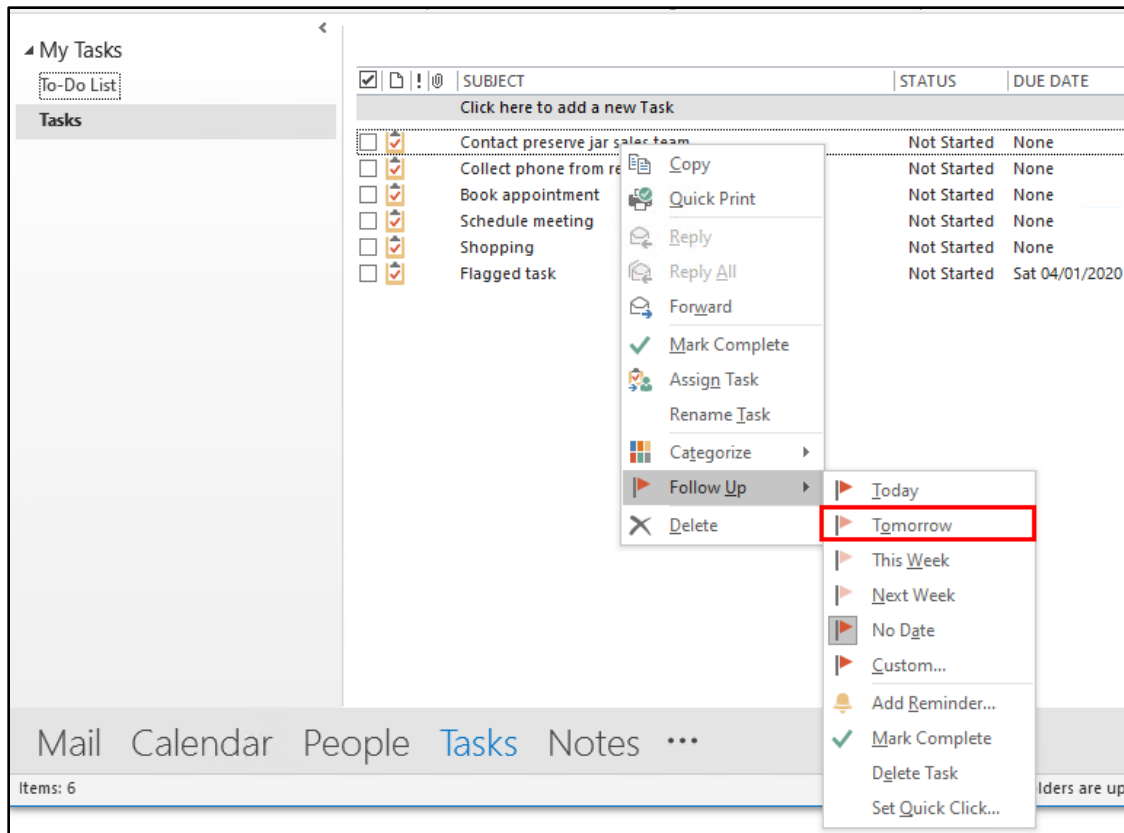 My Tasks
To-Do List
Tasks
! SUBJECT STATUS DUE DATE
Click here to add a new Task
Contact preserve jar sales team Not Started None
Collect phone from re Not Started None
Book appointment Not Started None
Schedule meeting Not Started None
Shopping Not Started None
Flagged task Not Started Sat 04/01/2020
Copy
Quick Print
Reply
Reply All
Forward
Mark Complete
Assign Task
Rename Task
Categorize
Follow Up
Delete
Today
Tomorrow
This Week
Next Week
No Date
Custom...
Add Reminder...
Mark Complete
Delete Task
Set Quick Click...
Mail Calendar People Tasks Notes •••
Items: 6 lders are up